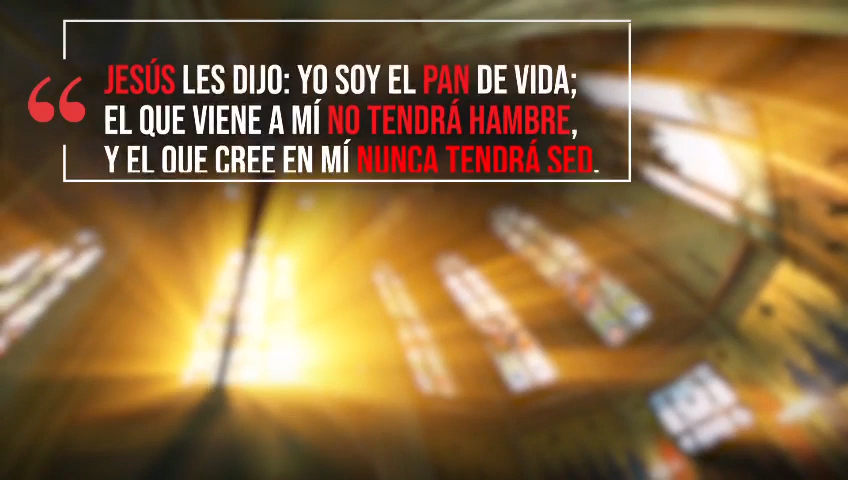 “
JESÚS LES DIJO: YO SOY EL PAN DE VIDA;
EL QUE VIENE A MÍ NO TENDRÁ HAMBRE,
Y EL QUE CREE EN MÍ NUNCA TENDRÁ SED.